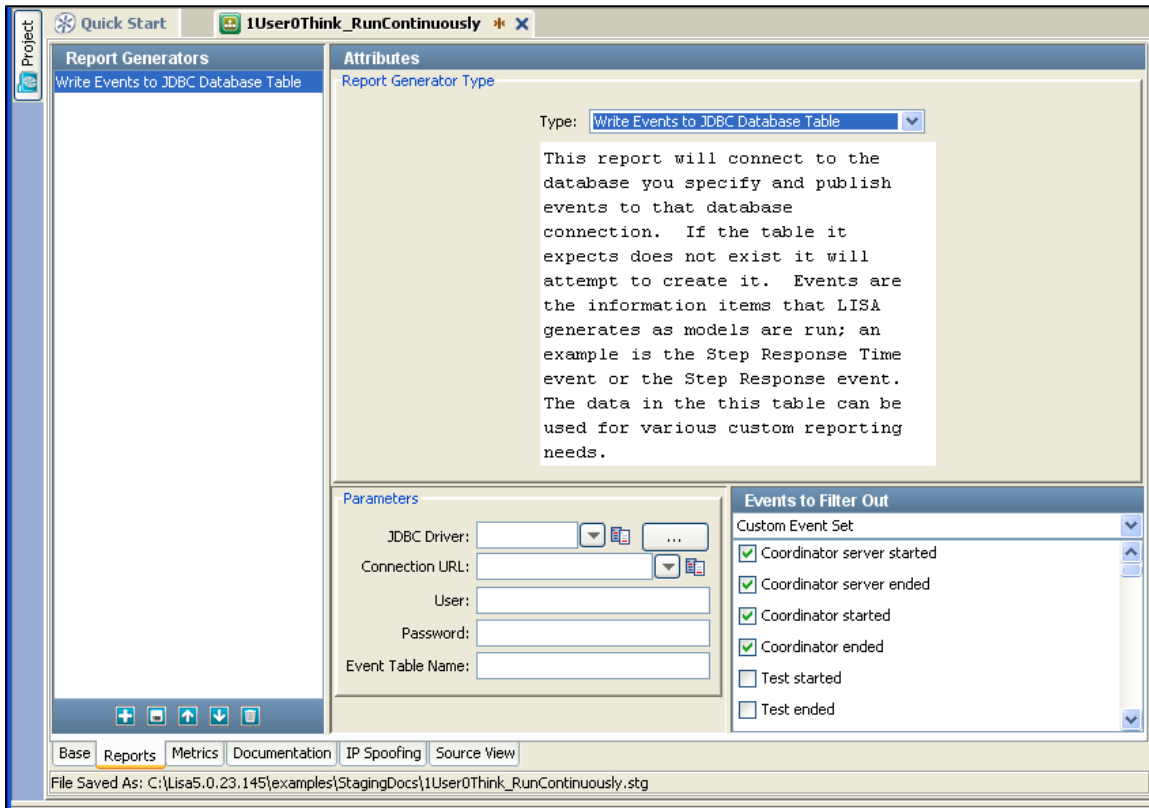 Project
Quick Start
1User0Think_RunContinuously
Report Generators
Write Events to JDBC Database Table
Attributes
Report Generator Type
Type: Write Events to JDBC Database Table
This report will connect to the
database you specify and publish
events to that database
connection.  If the table it
expects does not exist it will
attempt to create it.  Events are
the information items that LISA
generates as models are run; an
example is the Step Response Time
event or the Step Response event.
The data in the this table can be
used for various custom reporting
needs.
Parameters
JDBC Driver: ...
Connection URL:
User:
Password:
Event Table Name:
Events to Filter Out
Custom Event Set
Coordinator server started
Coordinator server ended
Coordinator started
Coordinator ended
Test started
Test ended
Base Reports Metrics Documentation IP Spoofing Source View
File Saved As: C:\Lisa5.0.23.145\examples\StagingDocs\1User0Think_RunContinuously.stg